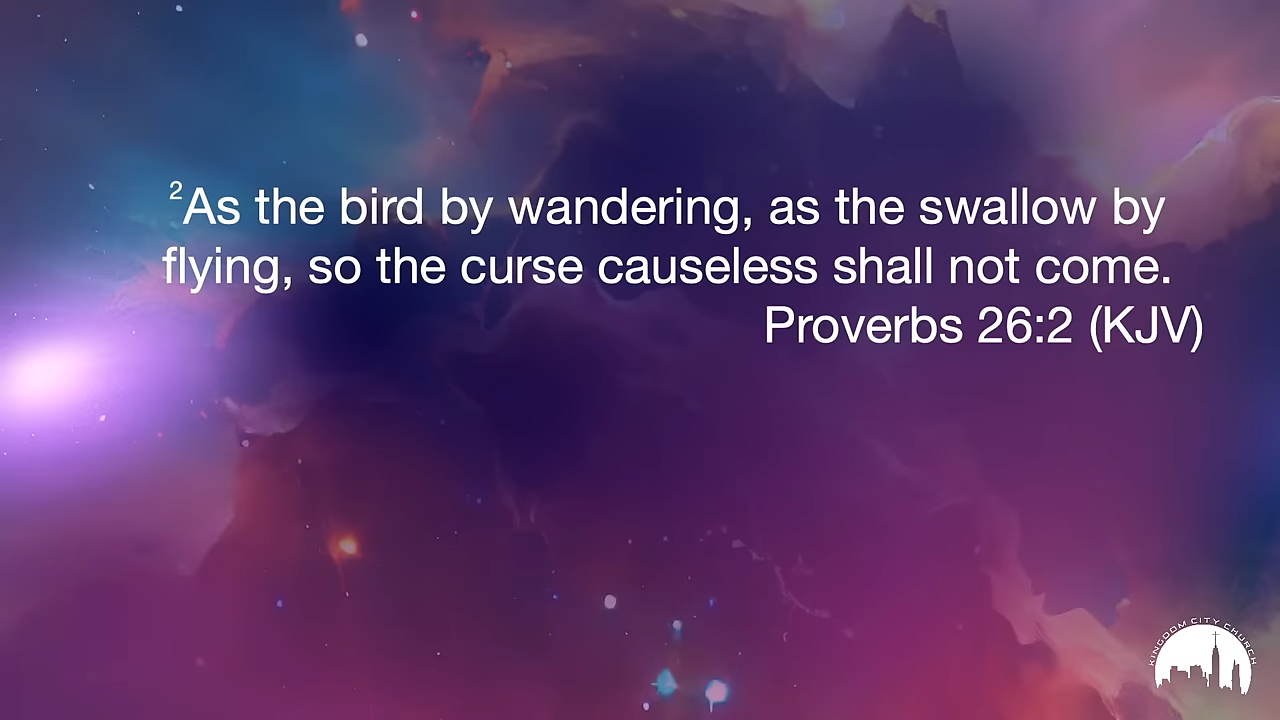 ²As the bird by wandering, as the swallow by
flying, so the curse causeless shall not come.
Proverbs 26:2 (KJV)
KINGDOM CITY CHURCH